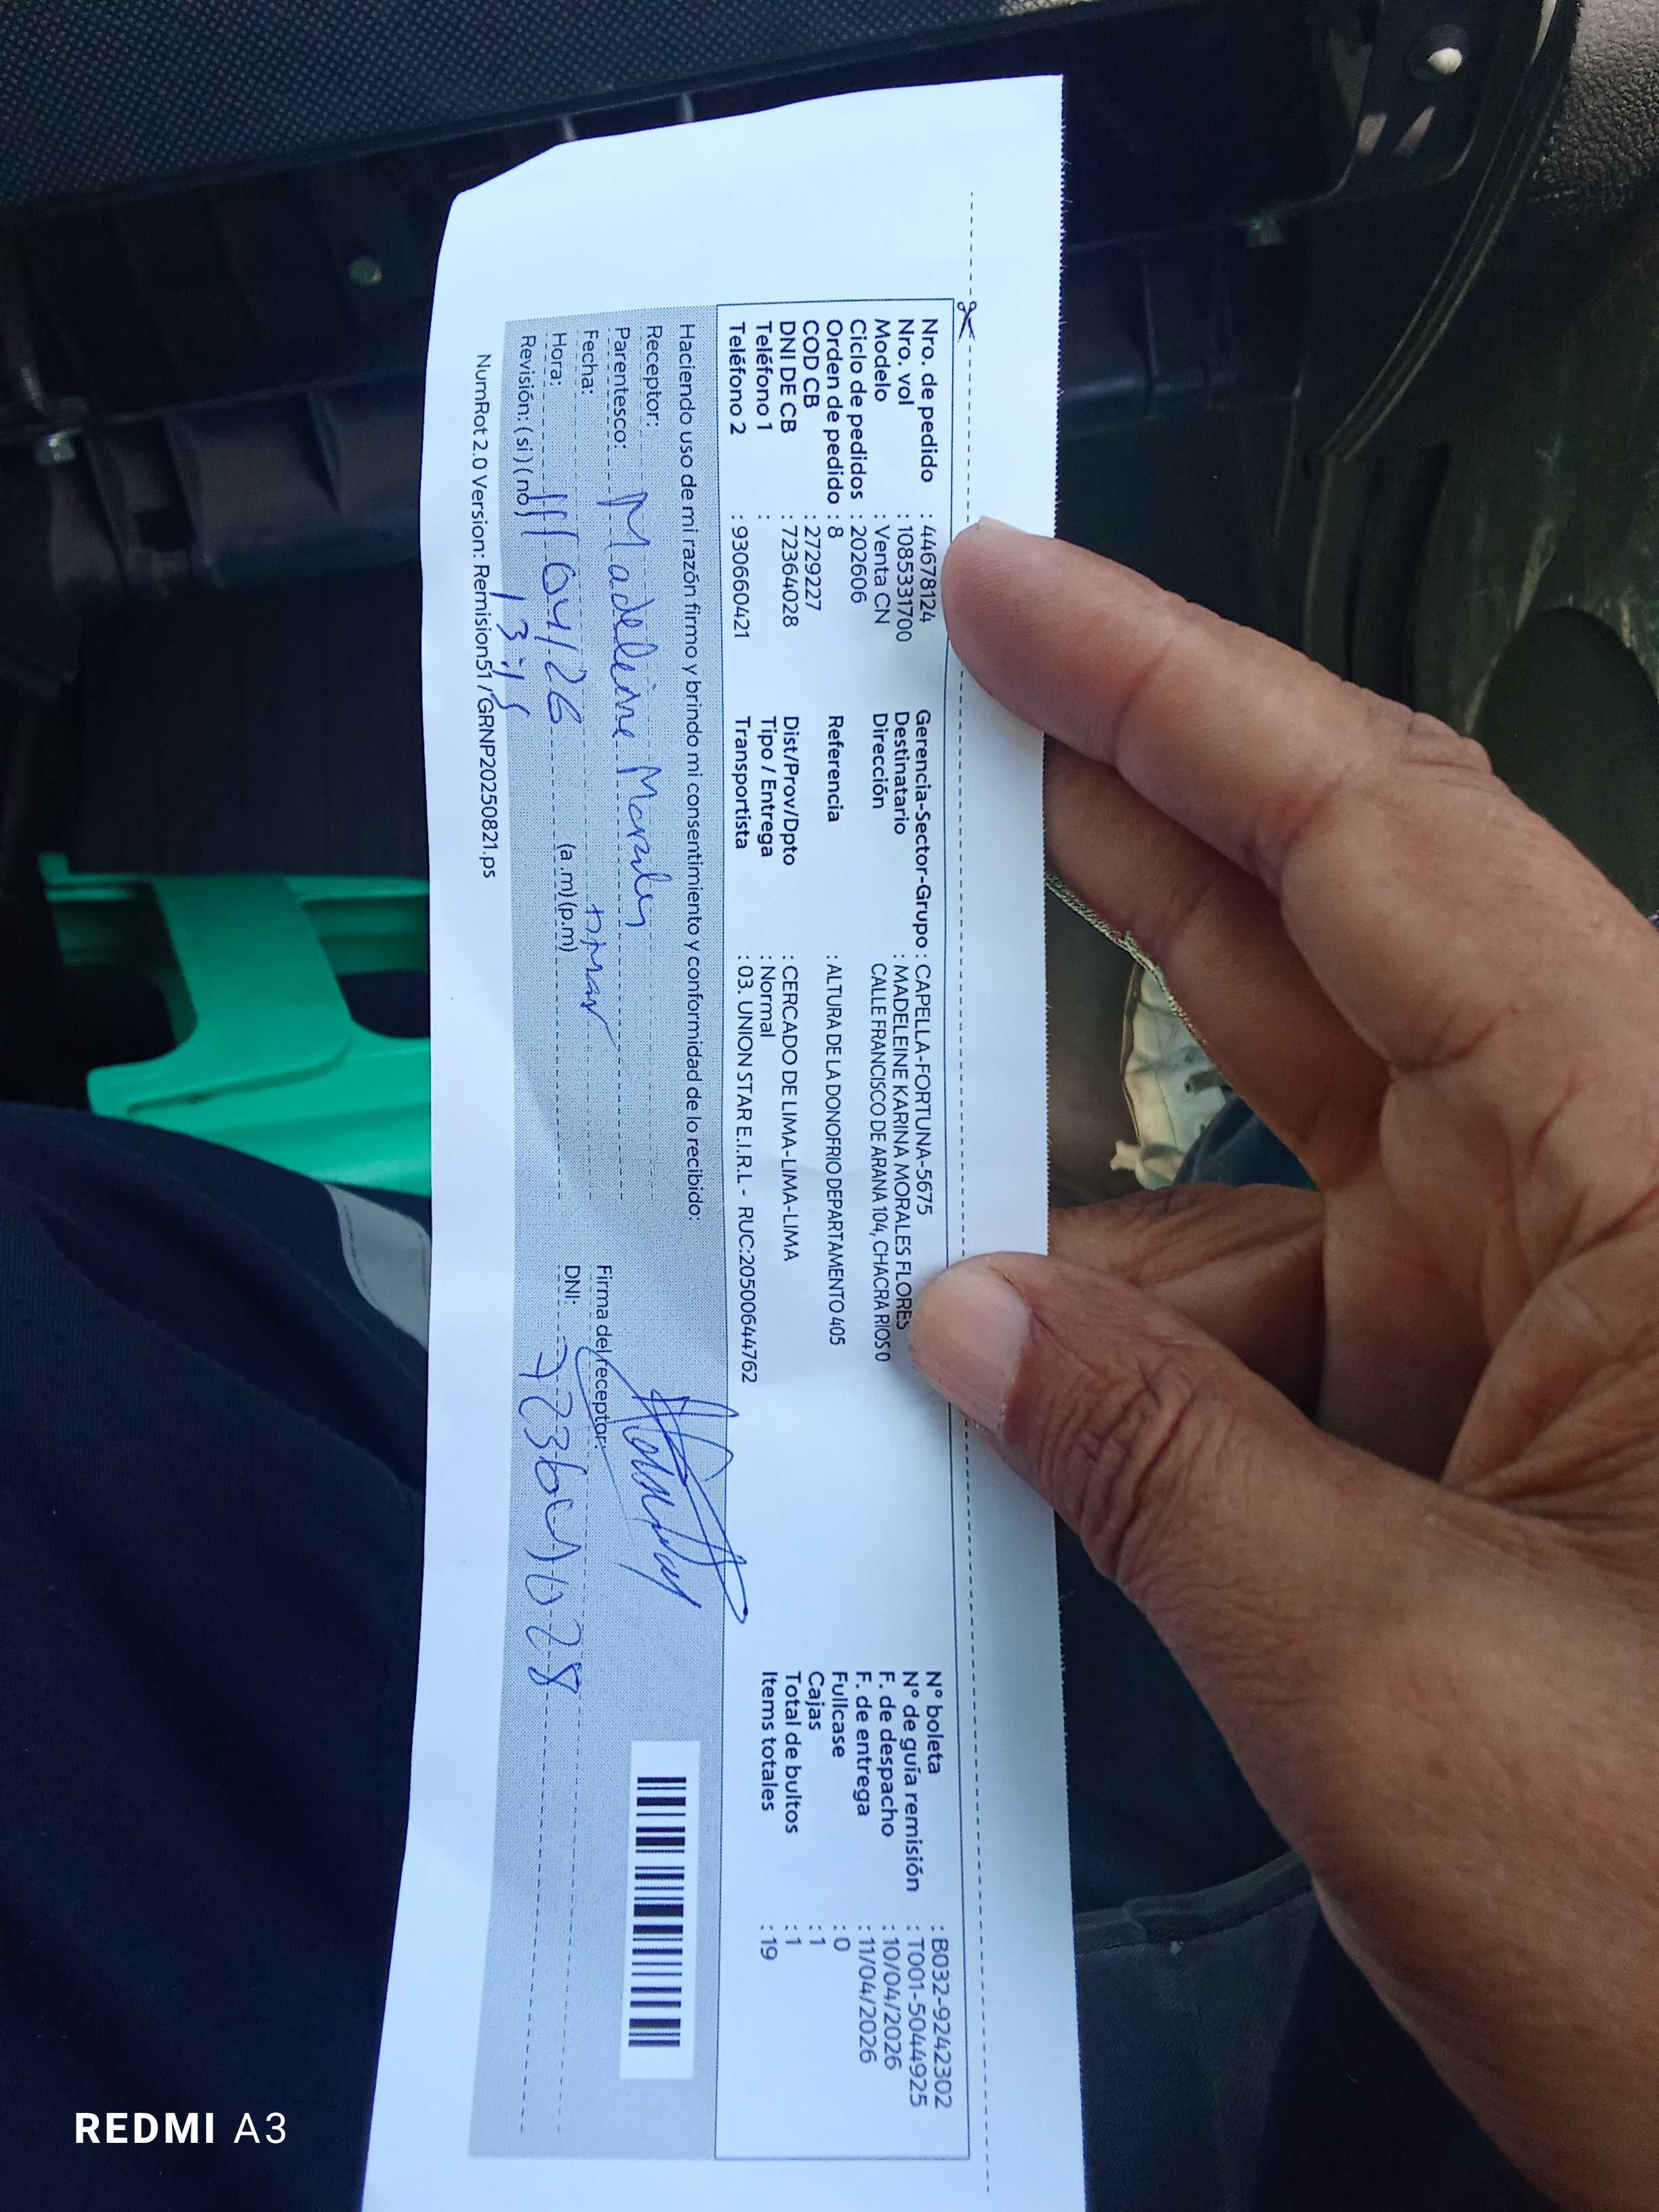 Nro. de pedido : 44678124
Nro. vol : 1085331700
Modelo : Venta CN
Ciclo de pedidos : 202606
Orden de pedido : 8
COD CB : 2729227
DNI DE CB : 72364028
Teléfono 1 :
Teléfono 2 : 930660421
Gerencia-Sector-Grupo : CAPELLA-FORTUNA-5675
Destinatario : MADELEINE KARINA MORALES FLORES
Dirección CALLE FRANCISCO DE ARANA 104, CHACRA RIOS 0
Referencia : ALTURA DE LA DONOFRIO DEPARTAMENTO 405
Dist/Prov/Dpto : CERCADO DE LIMA-LIMA-LIMA
Tipo / Entrega : Normal
Transportista : 03. UNION STAR E.I.R.L - RUC:20500644762
N° boleta : B032-9242302
N° de guía remisión : T001-5044925
F. de despacho : 10/04/2026
F. de entrega : 11/04/2026
Fullcase : 0
Cajas : 1
Total de bultos : 1
Items totales : 19
Haciendo uso de mi razón firmo y brindo mi consentimiento y conformidad de lo recibido:
Receptor: Madeleine Morales
Parentesco:
Fecha: 11/04/26
Hora: 13:15 (a.m)(p.m)
Revisión: ( si ) ( no )
Firma del receptor:
DNI: 72364028
NumRot 2.0 Version: Remision51/GRNP20250821.ps
REDMI A3